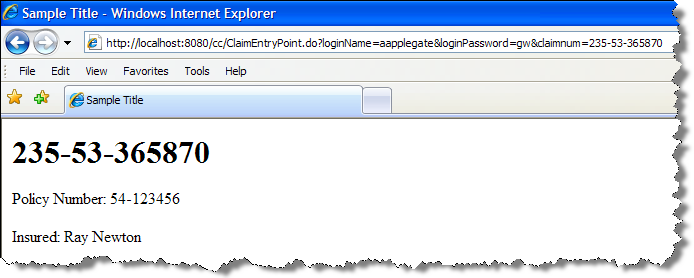 Sample Title - Windows Internet Explorer
http://localhost:8080/cc/ClaimEntryPoint.do?loginName=aapplegate&loginPassword=gw&claimnum=235-53-365870
File Edit View Favorites Tools Help
Sample Title
235-53-365870
Policy Number: 54-123456
Insured: Ray Newton